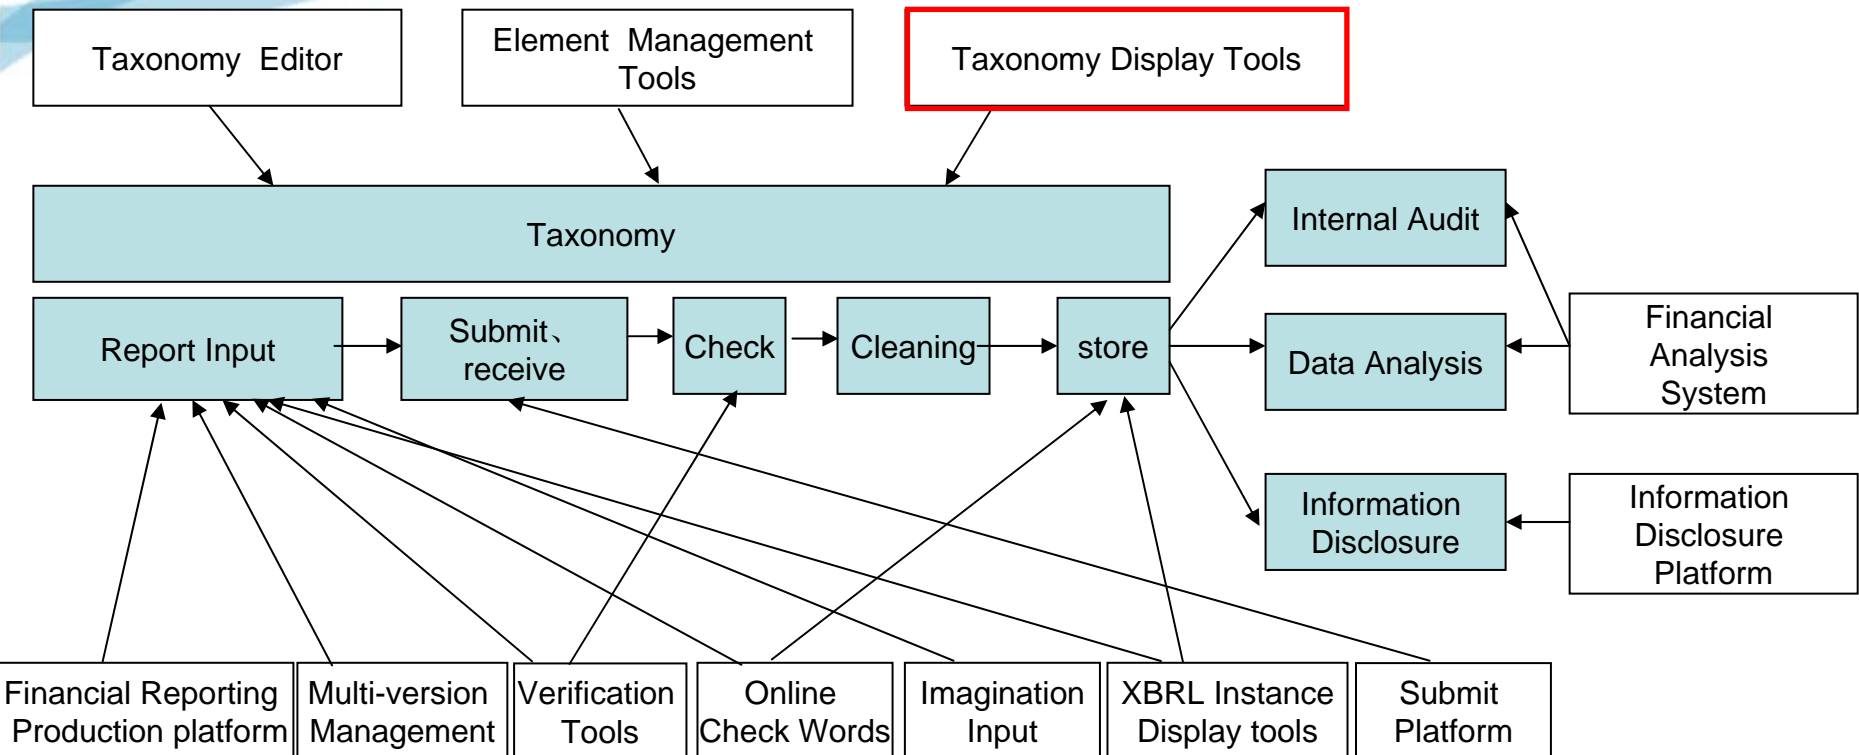 Taxonomy Editor
Element Management
Tools
Taxonomy Display Tools
Taxonomy
Internal Audit
Report Input
Submit、
receive
Check
Cleaning
store
Data Analysis
Financial
Analysis
System
Information
Disclosure
Information
Disclosure
Platform
Financial Reporting
Production platform
Multi-version
Management
Verification
Tools
Online
Check Words
Imagination
Input
XBRL Instance
Display tools
Submit
Platform